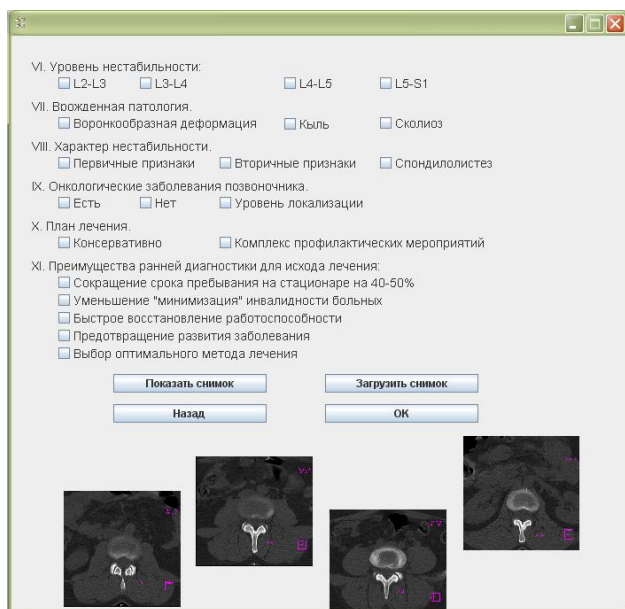 VI. Уровень нестабильности:
L2-L3 L3-L4 L4-L5 L5-S1
VII. Врожденная патология.
Воронкообразная деформация Кыль Сколиоз
VIII. Характер нестабильности.
Первичные признаки Вторичные признаки Спондилолистез
IX. Онкологические заболевания позвоночника.
Есть Нет Уровень локализации
X. План лечения.
Консервативно Комплекс профилактических мероприятий
XI. Преимущества ранней диагностики для исхода лечения:
Сокращение срока пребывания на стационаре на 40-50%
Уменьшение "минимизация" инвалидности больных
Быстрое восстановление работоспособности
Предотвращение развития заболевания
Выбор оптимального метода лечения
Показать снимок Загрузить снимок
Назад ОК